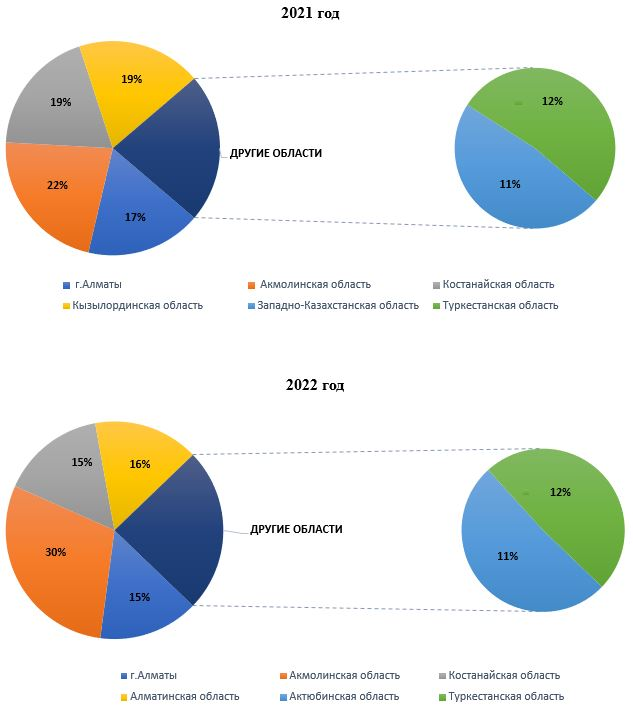 2021 год
19%
12%
19%
ДРУГИЕ ОБЛАСТИ
22%
11%
17%
г.Алматы Акмолинская область Костанайская область
Кызылординская область Западно-Казахстанская область Туркестанская область
2022 год
15%
16%
12%
ДРУГИЕ ОБЛАСТИ
30%
11%
15%
г.Алматы Акмолинская область Костанайская область
Алматинская область Актюбинская область Туркестанская область